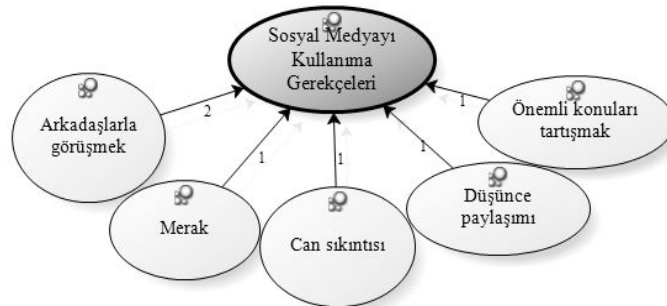 Sosyal Medyayı
Kullanıma
Gerekçeleri
Arkadaşlarla
görüşmek
2
Merak
1
Can sıkıntısı
1
Düşünce
paylaşımı
1
Önemli konuları
tartışmak
1